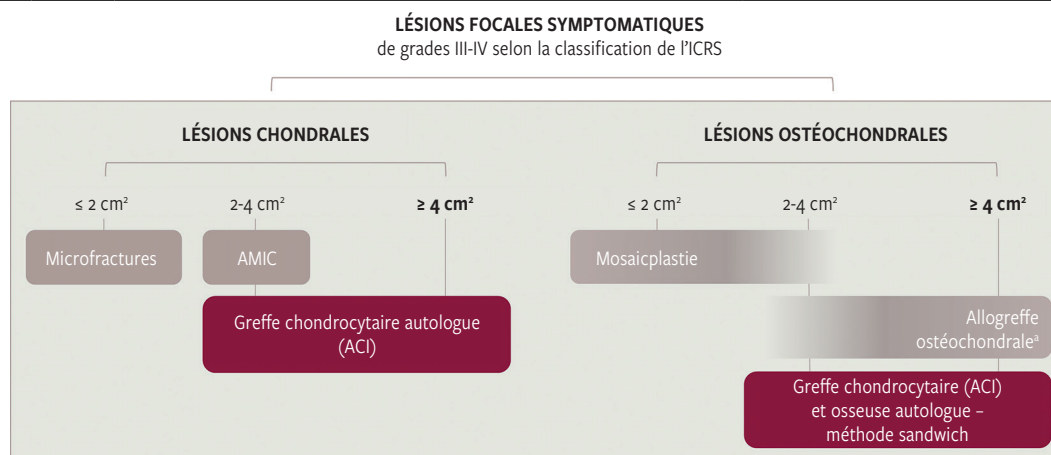 LÉSIONS FOCALES SYMPTOMATIQUES
de grades III-IV selon la classification de l’ICRS
LÉSIONS CHONDRALES
≤ 2 cm²
2-4 cm²
≥ 4 cm²
Microfractures
AMIC
Greffe chondrocytaire autologue
(ACI)
LÉSIONS OSTÉOCHONDRALES
≤ 2 cm²
2-4 cm²
≥ 4 cm²
Mosaicplastie
Allogreffe
ostéochondraleᵃ
Greffe chondrocytaire (ACI)
et osseuse autologue –
méthode sandwich